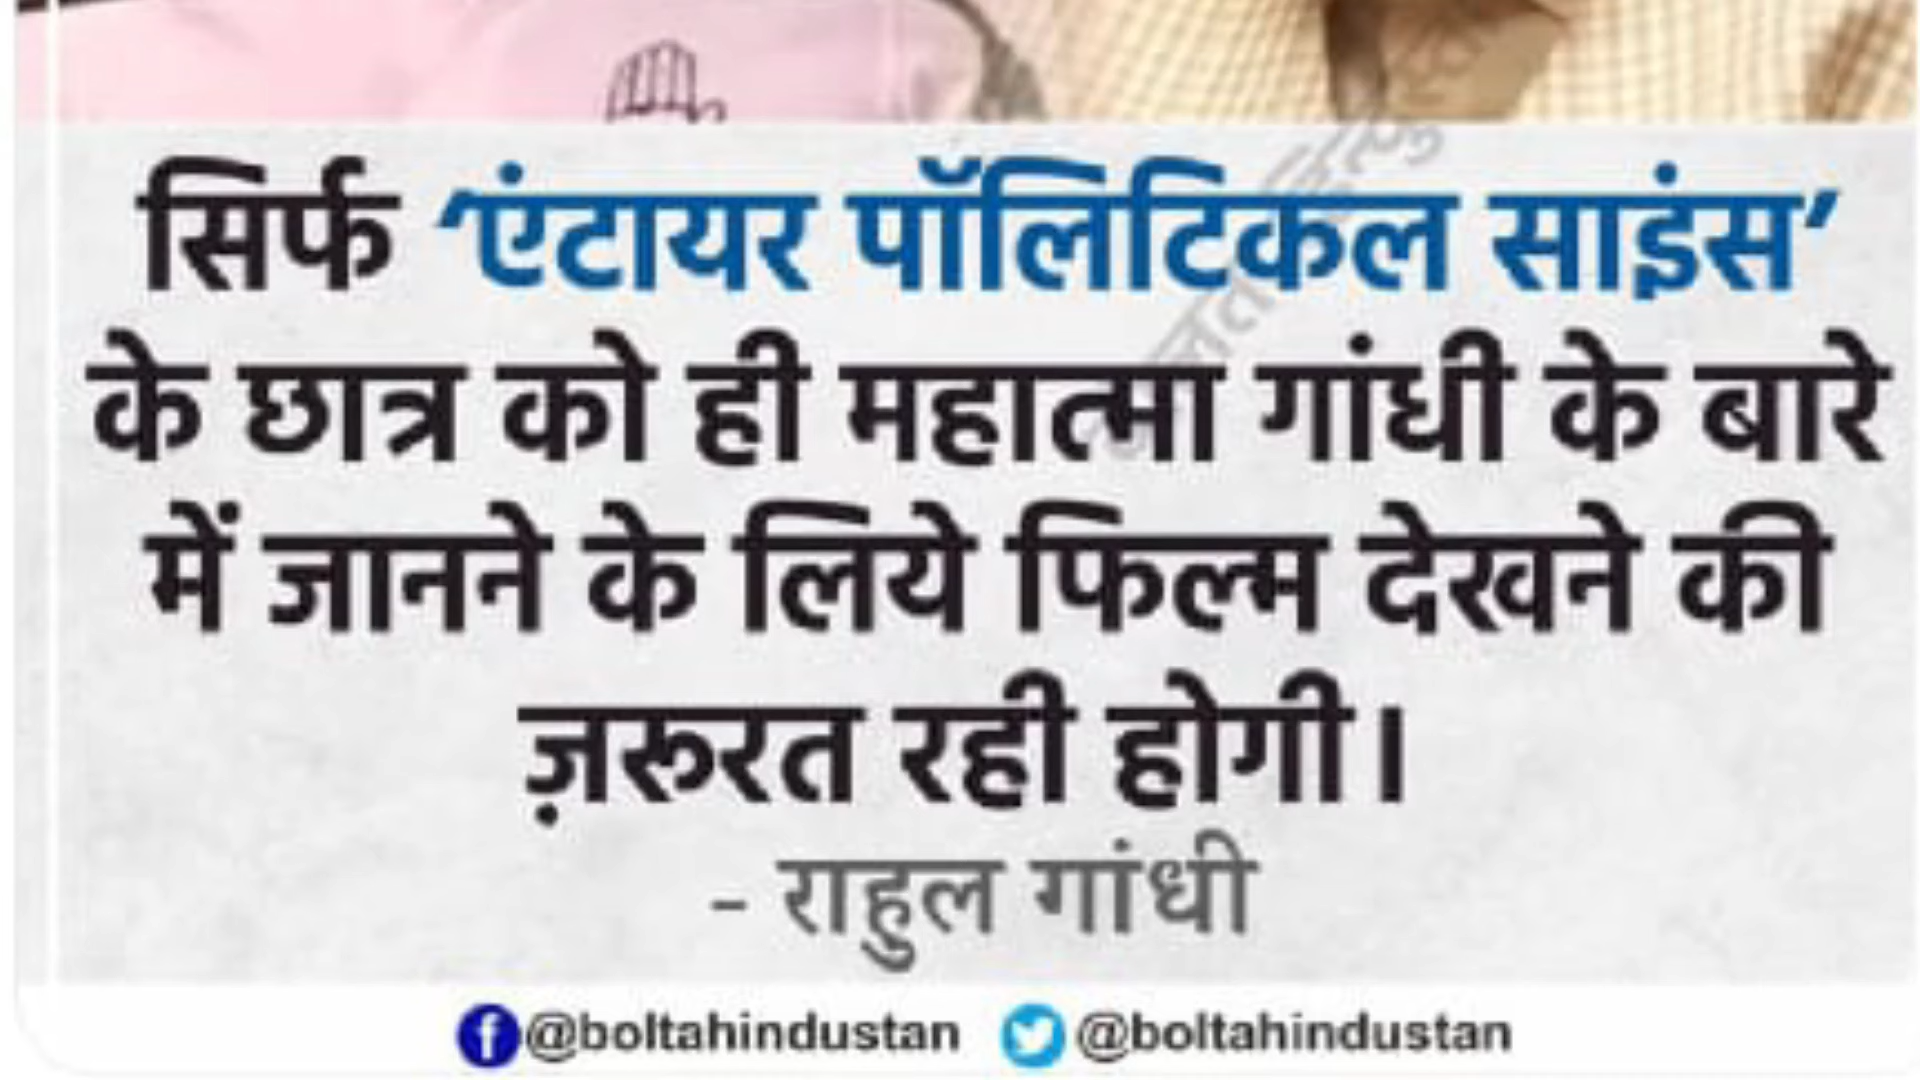 सिर्फ ‘एंटायर पॉलिटिकल साइंस’
के छात्र को ही महात्मा गांधी के बारे
में जानने के लिये फिल्म देखने की
ज़रूरत रही होगी।
- राहुल गांधी
@boltahindustan @boltahindustan